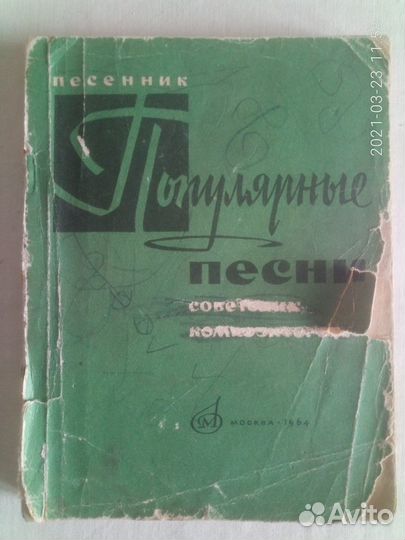 песенник
Популярные
песни
советских
композиторов
М
МОСКВА · 1964
2021-03-23 11:5
Avito